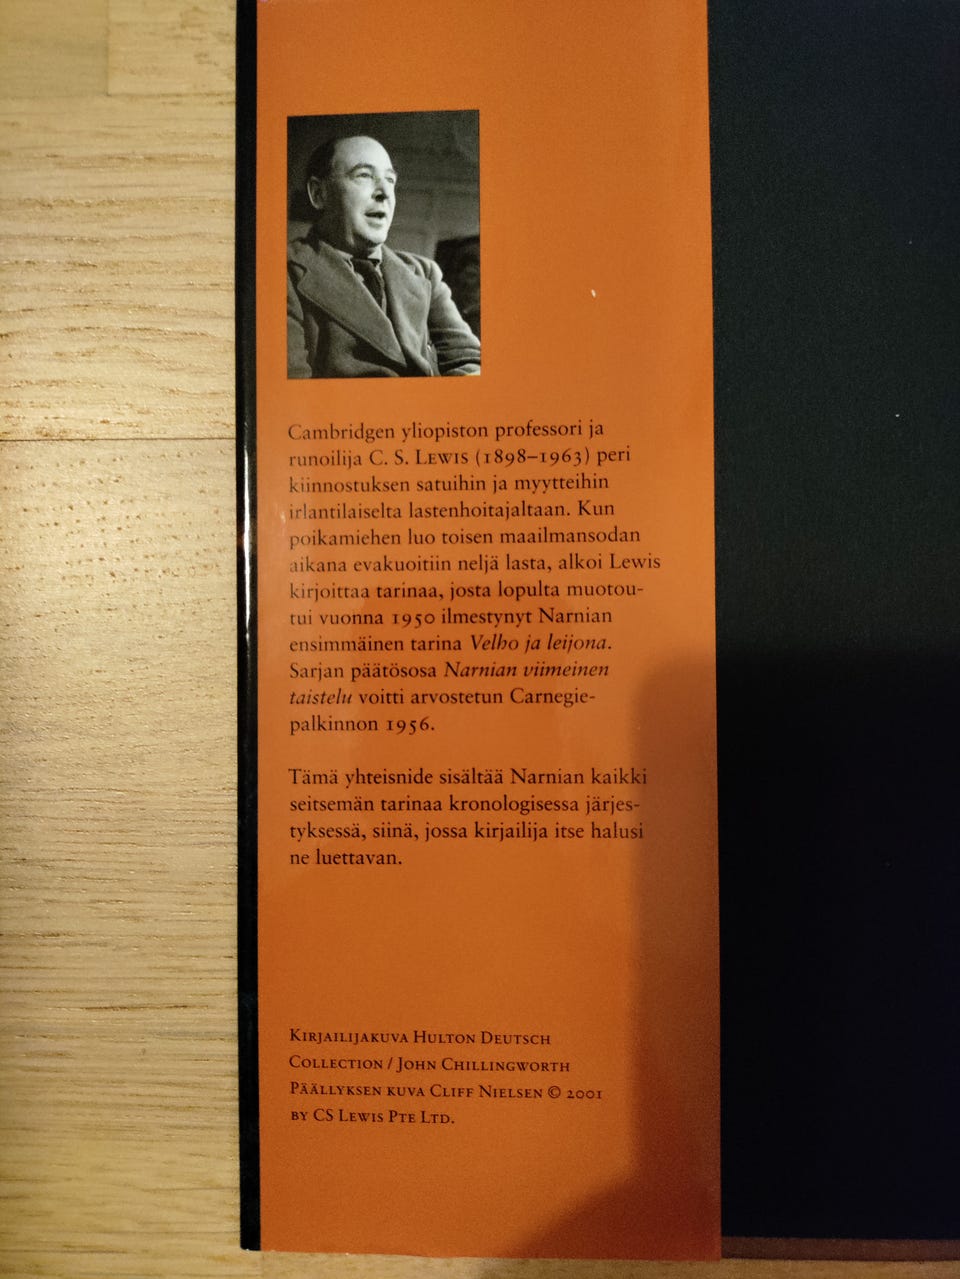 Cambridgen yliopiston professori ja
runoilija C. S. LEWIS (1898–1963) peri
kiinnostuksen satuihin ja myytteihin
irlantilaiselta lastenhoitajaltaan. Kun
poikamiehen luo toisen maailmansodan
aikana evakuoitiin neljä lasta, alkoi Lewis
kirjoittaa tarinaa, josta lopulta muotou-
tui vuonna 1950 ilmestynyt Narnian
ensimmäinen tarina Velho ja leijona.
Sarjan päätösosa Narnian viimeinen
taistelu voitti arvostetun Carnegie-
palkinnon 1956.
Tämä yhteisnide sisältää Narnian kaikki
seitsemän tarinaa kronologisessa järjes-
tyksessä, siinä, jossa kirjailija itse halusi
ne luettavan.
KIRJAILIJAKUVA HULTON DEUTSCH
COLLECTION / JOHN CHILLINGWORTH
PÄÄLLYKSEN KUVA CLIFF NIELSEN © 2001
BY CS LEWIS PTE LTD.